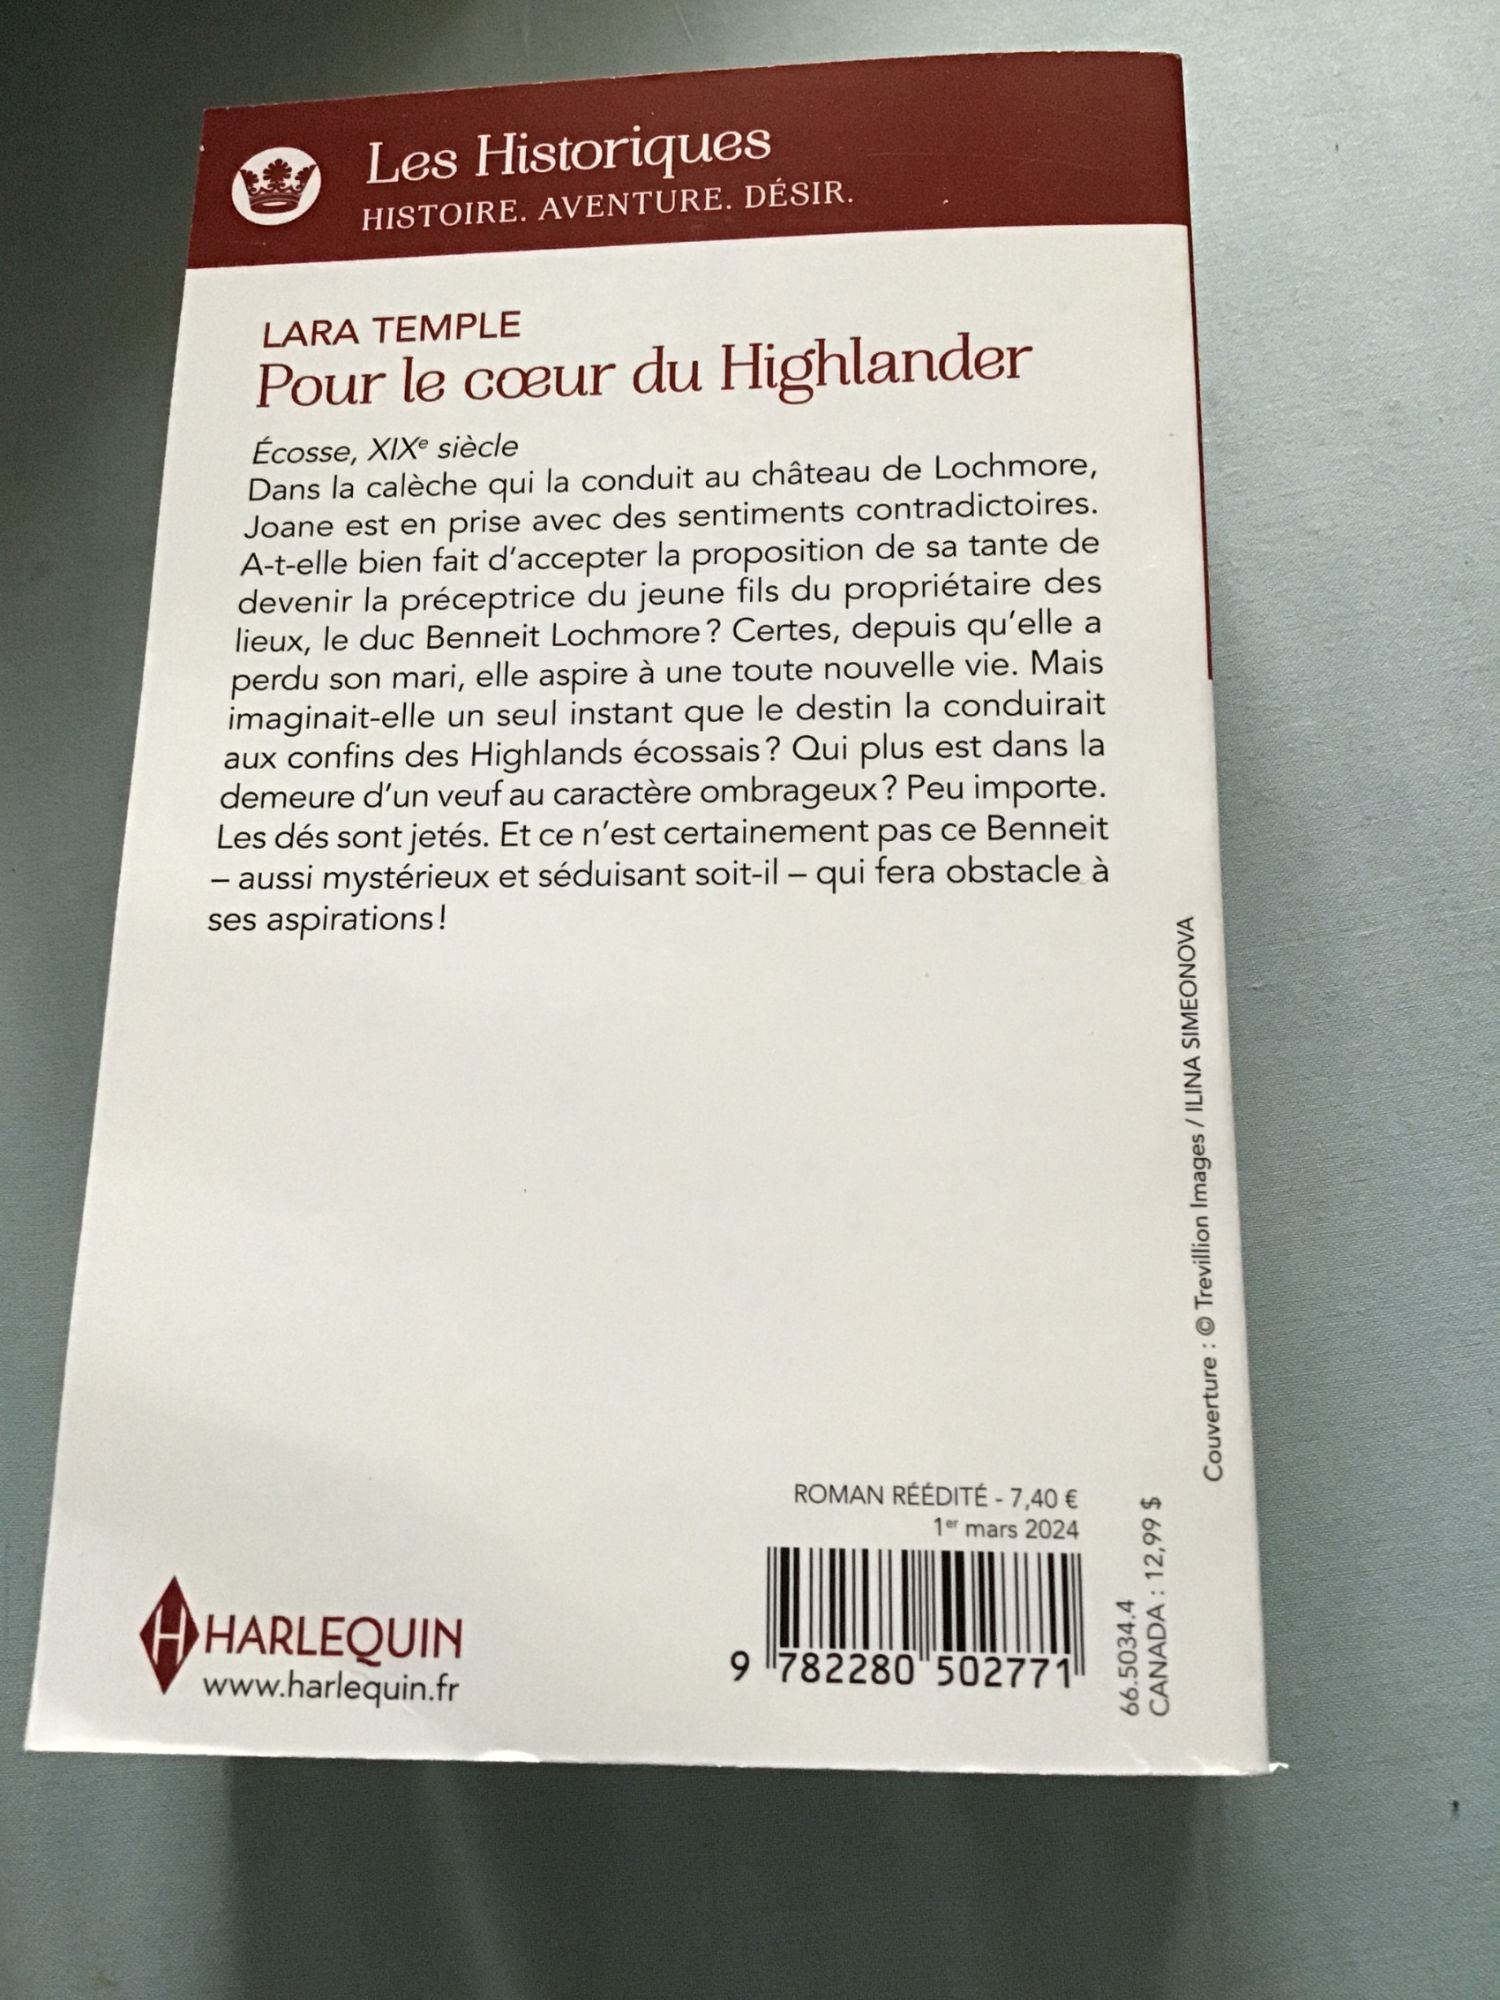 Les Historiques
HISTOIRE. AVENTURE. DÉSIR.
LARA TEMPLE
Pour le cœur du Highlander
Écosse, XIXe siècle
Dans la calèche qui la conduit au château de Lochmore,
Joane est en prise avec des sentiments contradictoires.
A-t-elle bien fait d'accepter la proposition de sa tante de
devenir la préceptrice du jeune fils du propriétaire des
lieux, le duc Benneit Lochmore ? Certes, depuis qu'elle a
perdu son mari, elle aspire à une toute nouvelle vie. Mais
imaginait-elle un seul instant que le destin la conduirait
aux confins des Highlands écossais ? Qui plus est dans la
demeure d'un veuf au caractère ombrageux ? Peu importe.
Les dés sont jetés. Et ce n'est certainement pas ce Benneit
– aussi mystérieux et séduisant soit-il – qui fera obstacle à
ses aspirations !
Couverture : © Trevillion Images / ILINA SIMEONOVA
ROMAN RÉÉDITÉ - 7,40 €
1er mars 2024
9 782280 502771
66.5034.4
CANADA : 12,99 $
H HARLEQUIN
www.harlequin.fr